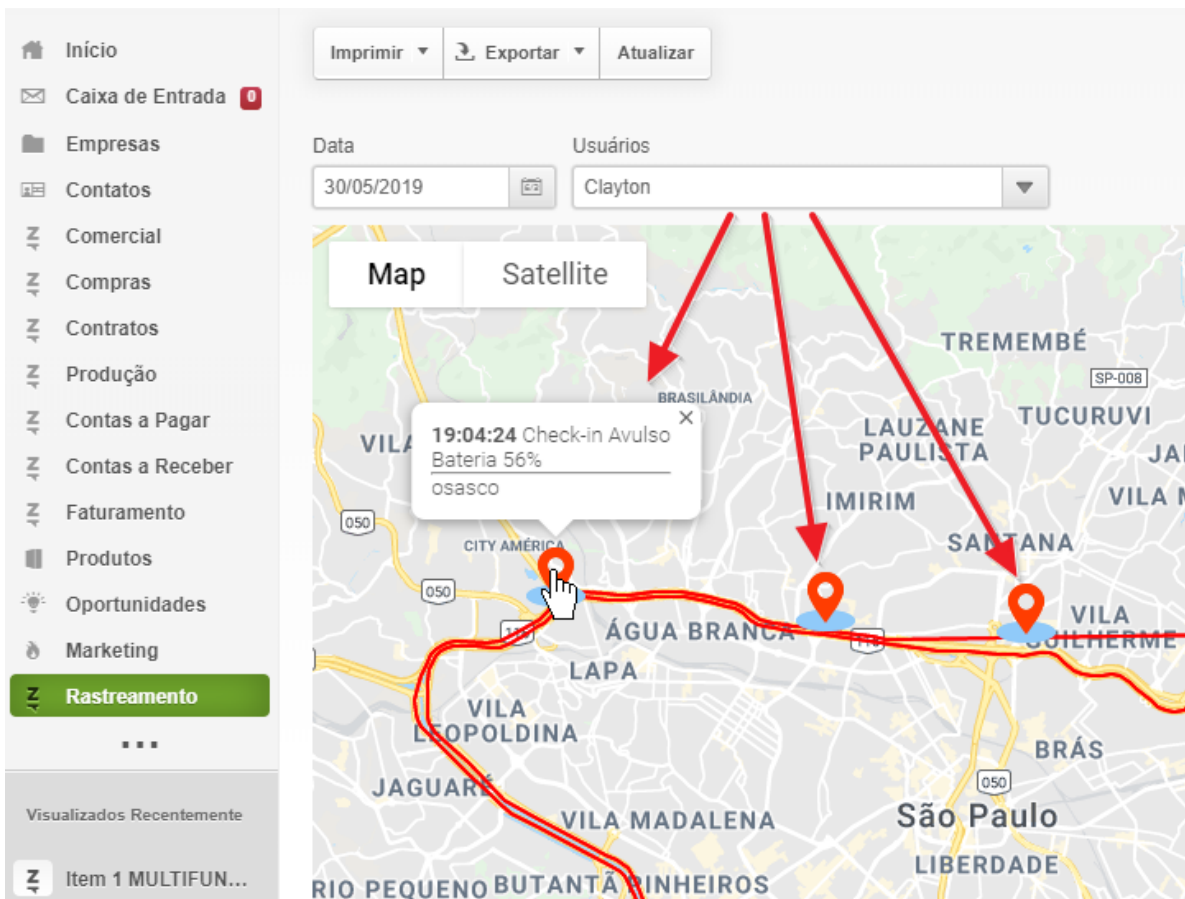 Início
Caixa de Entrada 0
Empresas
Contatos
Comercial
Compras
Contratos
Produção
Contas a Pagar
Contas a Receber
Faturamento
Produtos
Oportunidades
Marketing
Rastreamento
...
Visualizados Recentemente
Item 1 MULTIFUN...
Imprimir Exportar Atualizar
Data Usuários
30/05/2019 Clayton
Map Satellite
TREMEMBÉ
SP-008
BRASILÂNDIA
TUCURUVI
LAUZANE
PAULISTA
VIL
JA
19:04:24 Check-in Avulso
Bateria 56%
osasco
IMIRIM
VILA
050
CITY AMÉRICA
SANTANA
050
VILA
GUILHERME
ÁGUA BRANCA
LAPA
VILA
LEOPOLDINA
BRÁS
JAGUARÉ
050
São Paulo
VILA MADALENA
LIBERDADE
RIO PEQUENO
BUTANTÃ
PINHEIROS